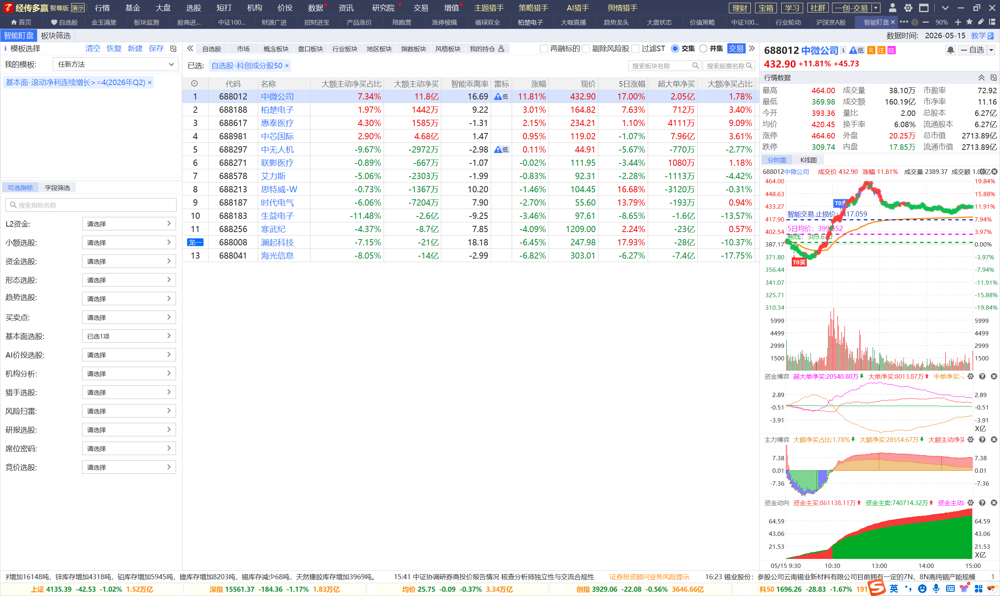 经传多赢 智尊版 演示 行情 基金 大盘 选股 短打 机构 价投 数据 资讯 研究院 交易 增值 主题猎手 策略猎手 AI猎手 舆情猎手 理财 宝箱 学习 社群 一创-交易
首页 自选股 金玉满堂 板块监测 股商进... 中证100... 财源广进 招财进宝 产品涨价 陪跑营 涨停棱镜 福禄双全 柏楚电子 大咖直播 趋势龙头 大盘状态 价值策略 中证100... 行业轮动 沪深京A股 智能盯盘 90%
智能盯盘 板块筛选 数据时间: 2026-05-15 教学
模板选择 清空 恢复 新建 保存
我的模板: 任新方法
基本面-滚动净利连续增长>=4(2026年Q2) ×
可选指标 字段筛选
搜索指标名称
L2资金: 请选择
小额选股: 请选择
资金选股: 请选择
形态选股: 请选择
趋势选股: 请选择
买卖点: 请选择
基本面选股: 已选1项
AI价投选股: 请选择
机构分析: 请选择
猎手选股: 请选择
风险扫雷: 请选择
研报选股: 请选择
席位密码: 请选择
竞价选股: 请选择
自选股 市场 概念板块 盘口板块 行业板块 地区板块 指数板块 风格板块 我的持仓 两融标的 剔除风险股 过滤ST 交集 并集 交易
已选: 自选股-科创成分股50 × 搜索板块名称 搜索股票名称
代码 名称 大额主动净买占比 大额主动净买 智能乖离率 雷标 涨幅 现价 5日涨幅 超大单净买 大额净买占比
1 688012 中微公司 7.34% 11.8亿 16.69 低 11.81% 432.90 17.00% 2.05亿 1.78%
2 688188 柏楚电子 1.97% 1442万 9.22 3.01% 164.82 7.63% 712万 3.40%
3 688617 惠泰医疗 4.30% 1585万 -1.31 2.15% 234.21 1.10% 4111万 9.09%
4 688981 中芯国际 2.90% 4.68亿 1.47 0.95% 119.02 -1.07% 7.96亿 3.61%
5 688297 中无人机 -9.67% -2972万 -2.98 低 0.11% 44.91 -5.67% -770万 -2.77%
6 688271 联影医疗 -0.89% -667万 -1.07 -0.02% 111.95 -3.44% 1080万 1.18%
7 688578 艾力斯 -5.06% -2303万 -1.99 -0.83% 92.31 -2.28% -1113万 -4.42%
8 688213 思特威-W -0.73% -1367万 10.20 -1.46% 104.45 16.68% -3120万 -0.31%
9 688187 时代电气 -6.06% -7204万 7.90 -2.70% 55.60 13.79% -193万 0.94%
10 688183 生益电子 -11.48% -2.6亿 -9.25 -3.46% 97.61 -8.65% -1.6亿 -13.57%
11 688256 寒武纪 -4.37% -8.7亿 7.85 -4.09% 1209.00 2.24% -23亿 0.57%
龙一 688008 澜起科技 -7.15% -21亿 18.18 -6.45% 247.98 17.93% -28亿 -10.37%
13 688041 海光信息 -8.05% -14亿 -2.99 -6.82% 303.01 -6.27% -7.4亿 -17.75%
688012 中微公司 i 低 R 注 陆 自选
432.90 +11.81% +45.73
行情数据
最高 464.00 成交量 38.10万 市盈率 72.92
最低 369.98 成交额 160.19亿 市净率 11.16
今开 393.36 量比 2.00 总股本 6.27亿
均价 420.45 换手率 6.08% 流通股本 6.27亿
涨停 464.60 外盘 20.25万 总市值 2713.89亿
跌停 309.74 内盘 17.85万 流通市值 2713.89亿
分时图 K线图
688012中微公司 成交价 432.90 涨幅 11.81% 成交量 2389.37 成交额
464.00 19.84%
448.63 15.88%
433.27 T0 11.91%
智能交易.止损价: 417.059
417.90 7.94%
5日均价:
402.54 3.97%
熊线:
387.17 0.00%
371.80 -3.97%
T0买
356.44 -7.94%
341.07 -11.91%
325.71 -15.88%
310.34 -19.84%
5999 5999
4499 4499
2999 2999
1500 1500
资金博弈 超大单净买:20540.80万 大单净买:8013.87万 中单净买:
2.89 2.89
-0.51 -0.51
-3.91 -3.91
X亿
主力博弈 大额净买占比:1.78% 大额净买:28554.67万 大额主动净买
7.38 7.38
0.01 0.01
-7.36 -7.36
资金动向 资金主买:861138.11万 资金主卖:740714.32万 资金主动
64.59 64.59
43.06 43.06
21.53 21.53
X亿
05/15 9:30 10:30 13:00 14:00 15:00
增加16148吨，锌库存增加4318吨，铅库存增加5945吨，镍库存增加8203吨，锡库存减少68吨，天然橡胶库存增加3969吨。 15:41 中证协调研券商投价报告情况 核查分析师独立性与交流合规性 证券投资顾问业务风险提示 16:23 锡业股份：参股公司云南锡业新材料有限公司目前拥有一定的7N、8N高纯铟产能规模 1
上证 4135.39 -42.53 -1.02% 1.52万亿 深指 15561.37 -184.36 -1.17% 1.83万亿 均价 25.75 -0.09 -0.37% 3.34万亿 创指 3929.06 -22.08 -0.56% 3646.66亿 科50 1696.26 -28.83 -1.67% 191 英